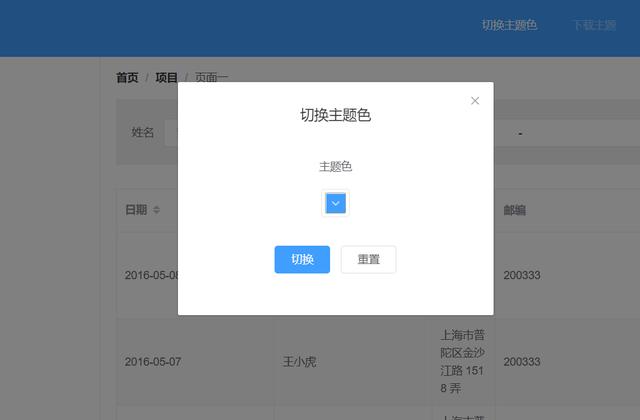 切换主题色 下载主题
首页 / 项目 / 页面一
切换主题色
姓名
-
主题色
日期
邮编
切换 重置
2016-05-08
200333
2016-05-07
王小虎
上海市普
陀区金沙
江路 151
8 弄
200333
上海市普